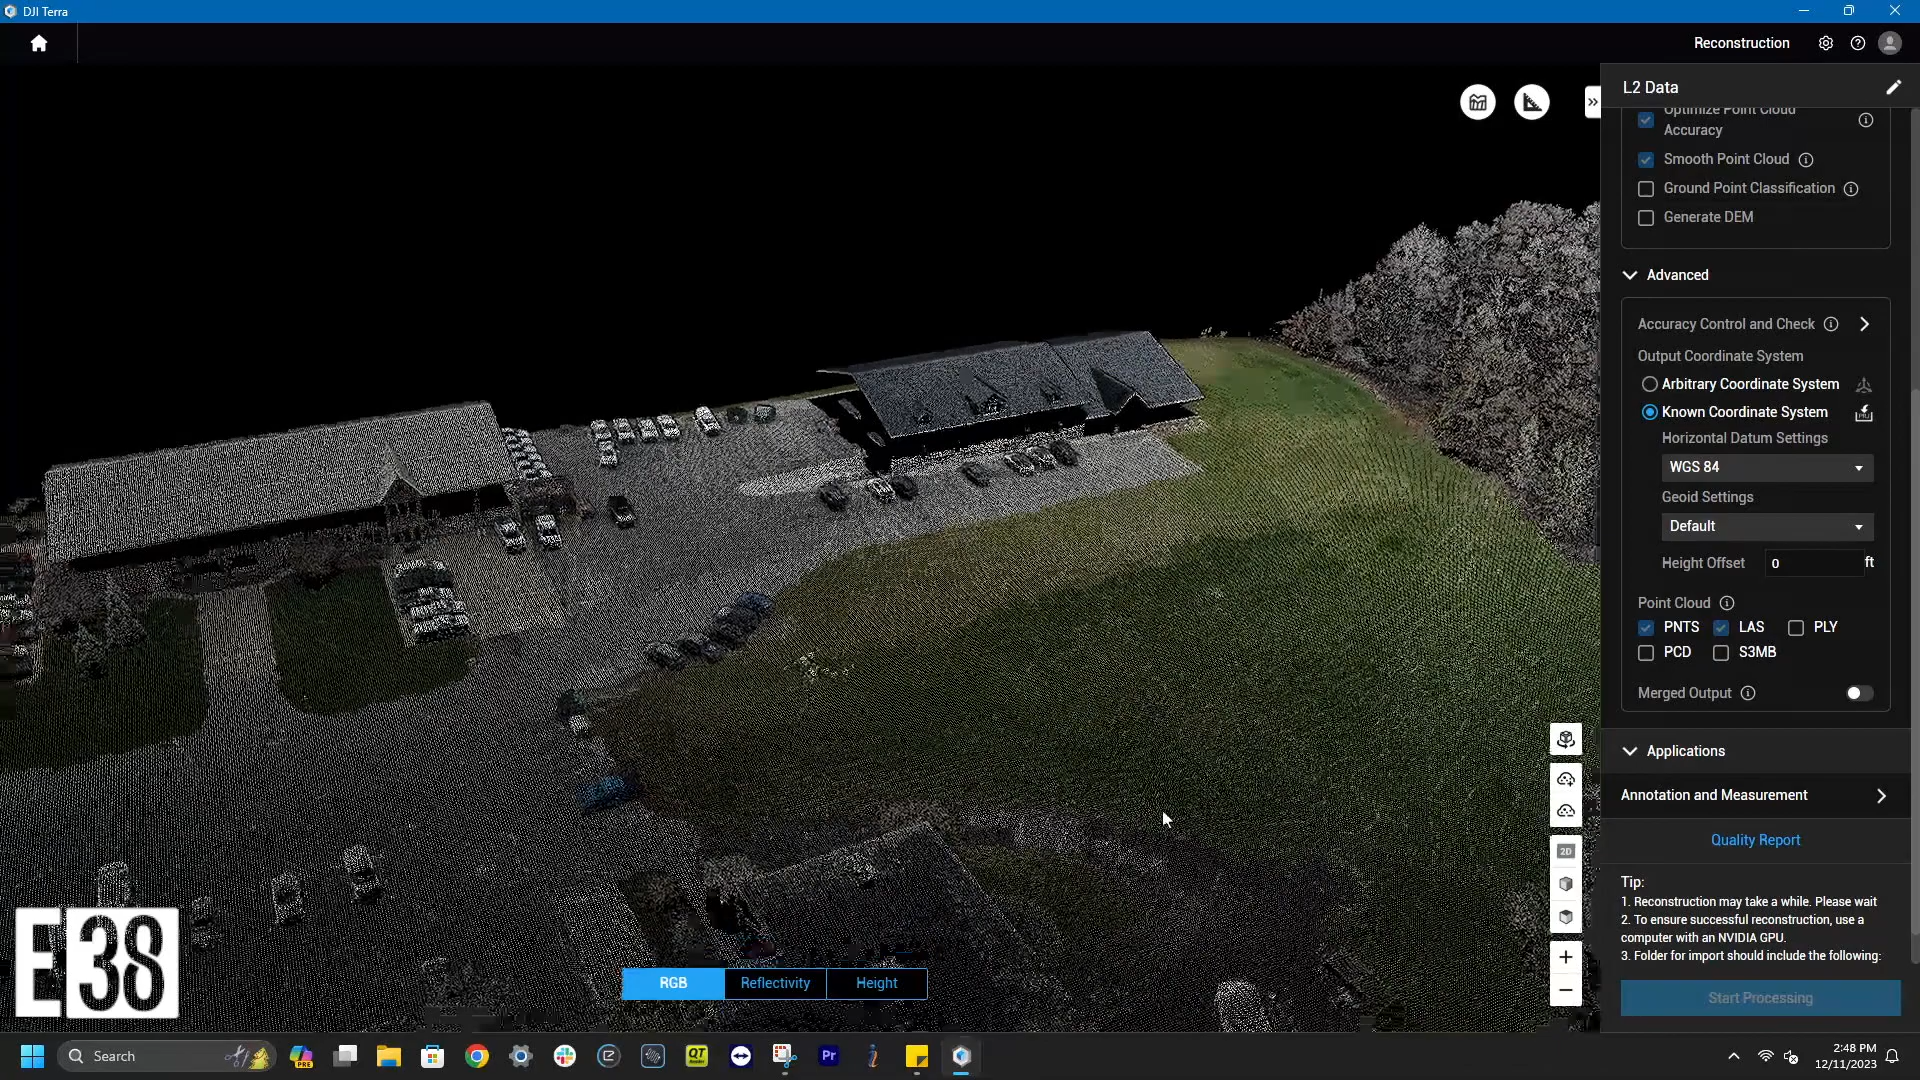 DJI Terra
Reconstruction
L2 Data
Optimize Point Cloud
Accuracy
Smooth Point Cloud
Ground Point Classification
Generate DEM
Advanced
Accuracy Control and Check
Output Coordinate System
Arbitrary Coordinate System
Known Coordinate System
Horizontal Datum Settings
WGS 84
Geoid Settings
Default
Height Offset 0 ft
Point Cloud
PNTS LAS PLY
PCD S3MB
Merged Output
Applications
Annotation and Measurement
Quality Report
Tip:
1. Reconstruction may take a while. Please wait
2. To ensure successful reconstruction, use a
computer with an NVIDIA GPU.
3. Folder for import should include the following:
Start Processing
2D
RGB Reflectivity Height
E38
Search
PRE
QT
Pr
2:48 PM
12/11/2023